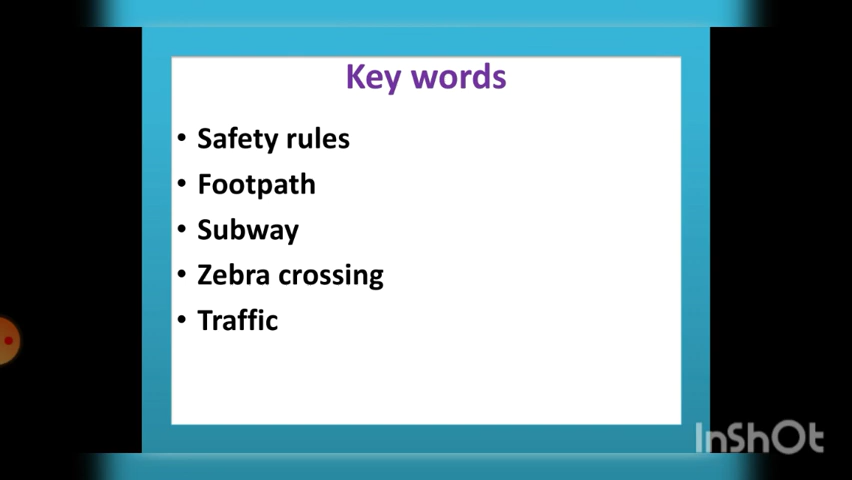 Key words
• Safety rules
• Footpath
• Subway
• Zebra crossing
• Traffic
InShOt